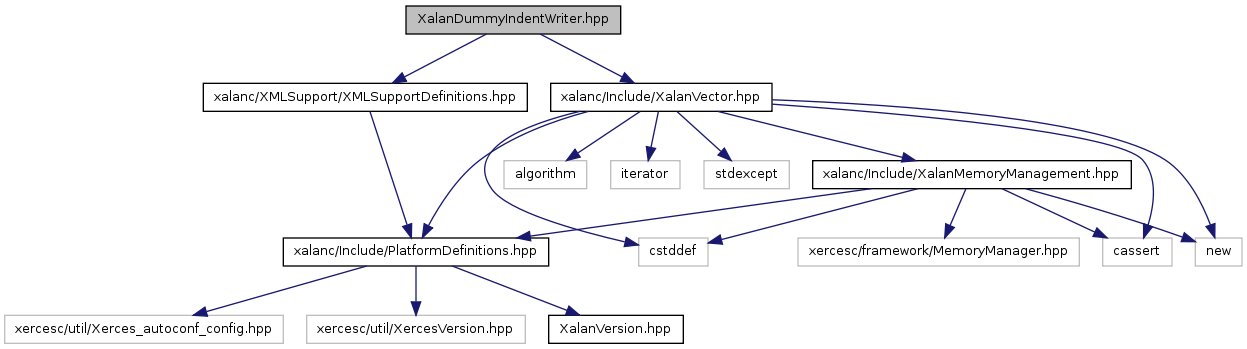 XalanDummyIndentWriter.hpp
xalanc/XMLSupport/XMLSupportDefinitions.hpp
xalanc/Include/XalanVector.hpp
algorithm
iterator
stdexcept
xalanc/Include/XalanMemoryManagement.hpp
xalanc/Include/PlatformDefinitions.hpp
cstddef
xercesc/framework/MemoryManager.hpp
cassert
new
xercesc/util/Xerces_autoconf_config.hpp
xercesc/util/XercesVersion.hpp
XalanVersion.hpp